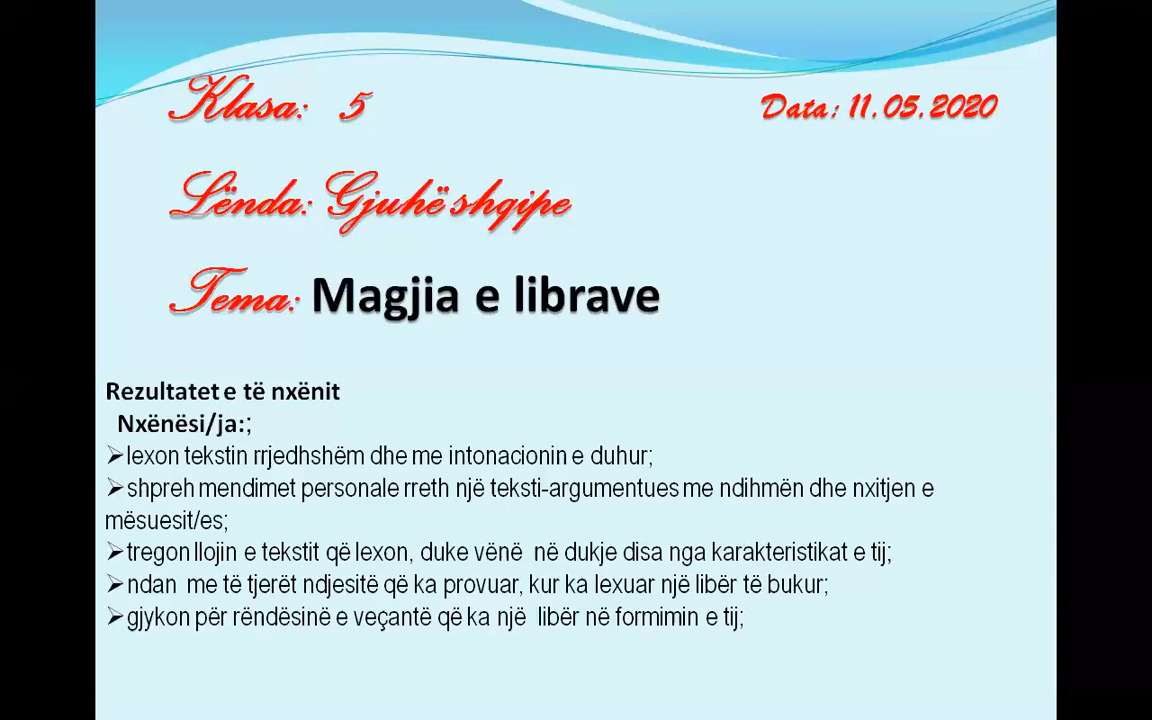 Klasa: 5
Data: 11.05.2020
Lënda: Gjuhë shqipe
Tema: Magjia e librave
Rezultatet e të nxënit
Nxënësi/ja:;
➢lexon tekstin rrjedhshëm dhe me intonacionin e duhur;
➢shpreh mendimet personale rreth një teksti-argumentues me ndihmën dhe nxitjen e
mësuesit/es;
➢tregon llojin e tekstit që lexon, duke vënë në dukje disa nga karakteristikat e tij;
➢ndan me të tjerët ndjesitë që ka provuar, kur ka lexuar një libër të bukur;
➢gjykon për rëndësinë e veçantë që ka një libër në formimin e tij;